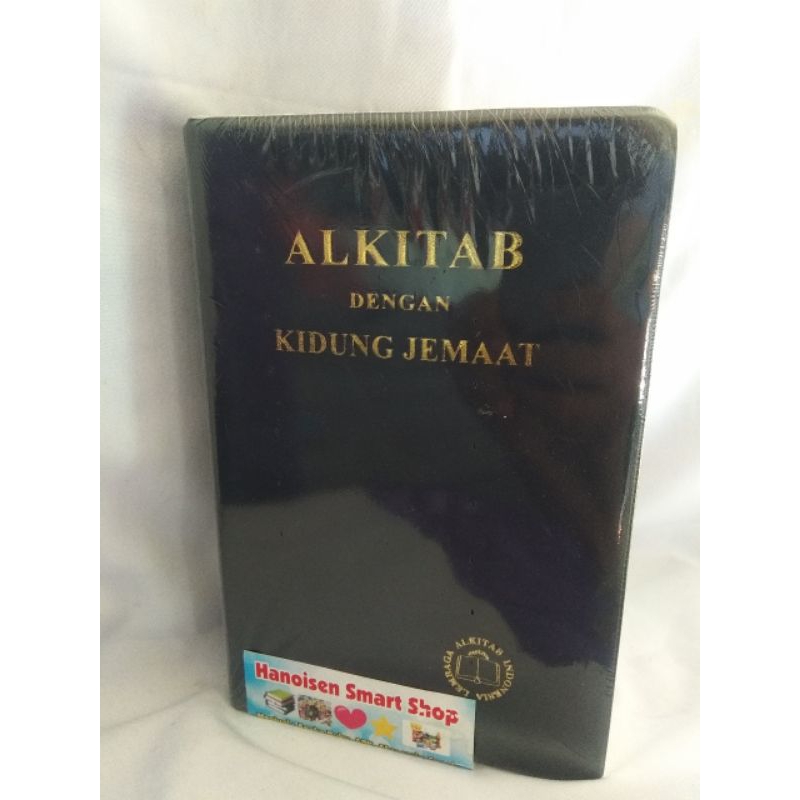 ALKITAB
DENGAN
KIDUNG JEMAAT
LEMBAGA ALKITAB INDONESIA
Hanoisen Smart Shop